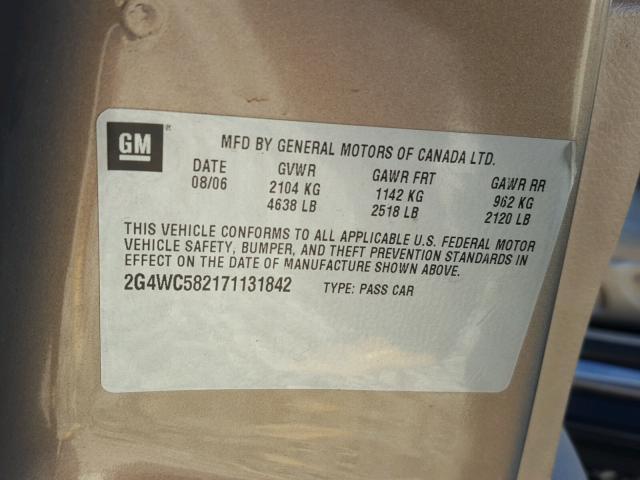 GM ®
MFD BY GENERAL MOTORS OF CANADA LTD.
DATE GVWR GAWR FRT GAWR RR
08/06 2104 KG 1142 KG 962 KG
4638 LB 2518 LB 2120 LB
THIS VEHICLE CONFORMS TO ALL APPLICABLE U.S. FEDERAL MOTOR
VEHICLE SAFETY, BUMPER, AND THEFT PREVENTION STANDARDS IN
EFFECT ON THE DATE OF MANUFACTURE SHOWN ABOVE.
2G4WC582171131842 TYPE: PASS CAR